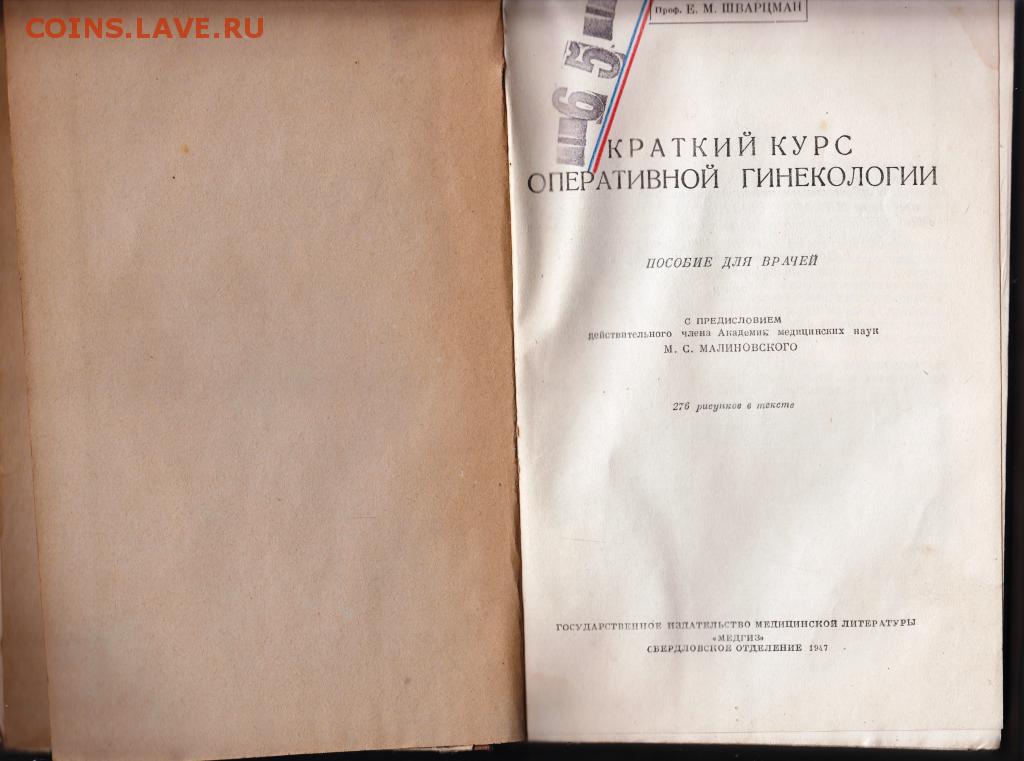 COINS.LAVE.RU
Проф. Е. М. ШВАРЦМАН
65
КРАТКИЙ КУРС
ОПЕРАТИВНОЙ ГИНЕКОЛОГИИ
ПОСОБИЕ ДЛЯ ВРАЧЕЙ
С ПРЕДИСЛОВИЕМ
действительного члена Академии медицинских наук
М. С. МАЛИНОВСКОГО
276 рисунков в тексте
ГОСУДАРСТВЕННОЕ ИЗДАТЕЛЬСТВО МЕДИЦИНСКОЙ ЛИТЕРАТУРЫ
«МЕДГИЗ»
СВЕРДЛОВСКОЕ ОТДЕЛЕНИЕ 1947